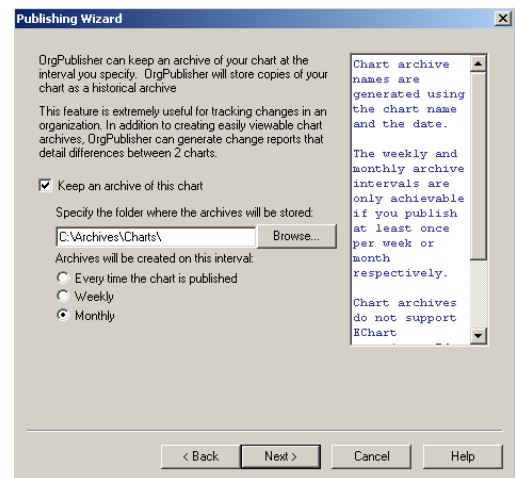 Publishing Wizard
OrgPublisher can keep an archive of your chart at the
interval you specify. OrgPublisher will store copies of your
chart as a historical archive
This feature is extremely useful for tracking changes in an
organization. In addition to creating easily viewable chart
archives, OrgPublisher can generate change reports that
detail differences between 2 charts.
Keep an archive of this chart
Specify the folder where the archives will be stored:
C:\Archives\Charts\
Browse...
Archives will be created on this interval:
Every time the chart is published
Weekly
Monthly
Chart archive
names are
generated using
the chart name
and the date.
The weekly and
monthly archive
intervals are
only achievable
if you publish
at least once
per week or
month
respectively.
Chart archives
do not support
EChart
< Back
Next >
Cancel
Help